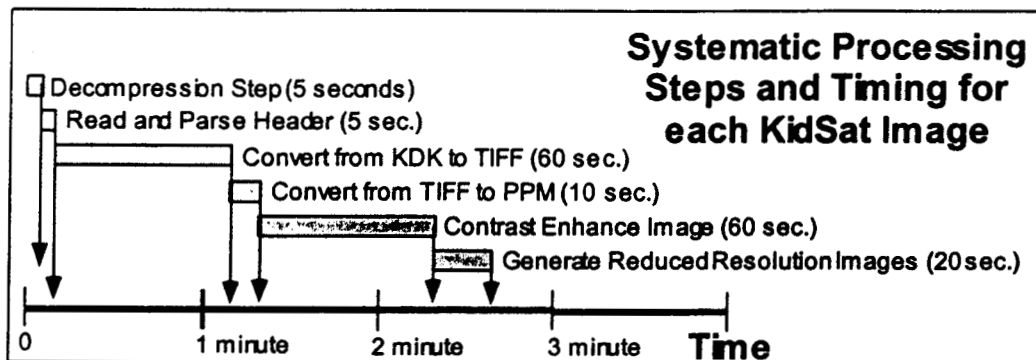 Systematic Processing
Steps and Timing for
each KidSat Image
Decompression Step (5 seconds)
Read and Parse Header (5 sec.)
Convert from KDK to TIFF (60 sec.)
Convert from TIFF to PPM (10 sec.)
Contrast Enhance Image (60 sec.)
Generate Reduced Resolution Images (20 sec.)
0 1 minute 2 minute 3 minute Time